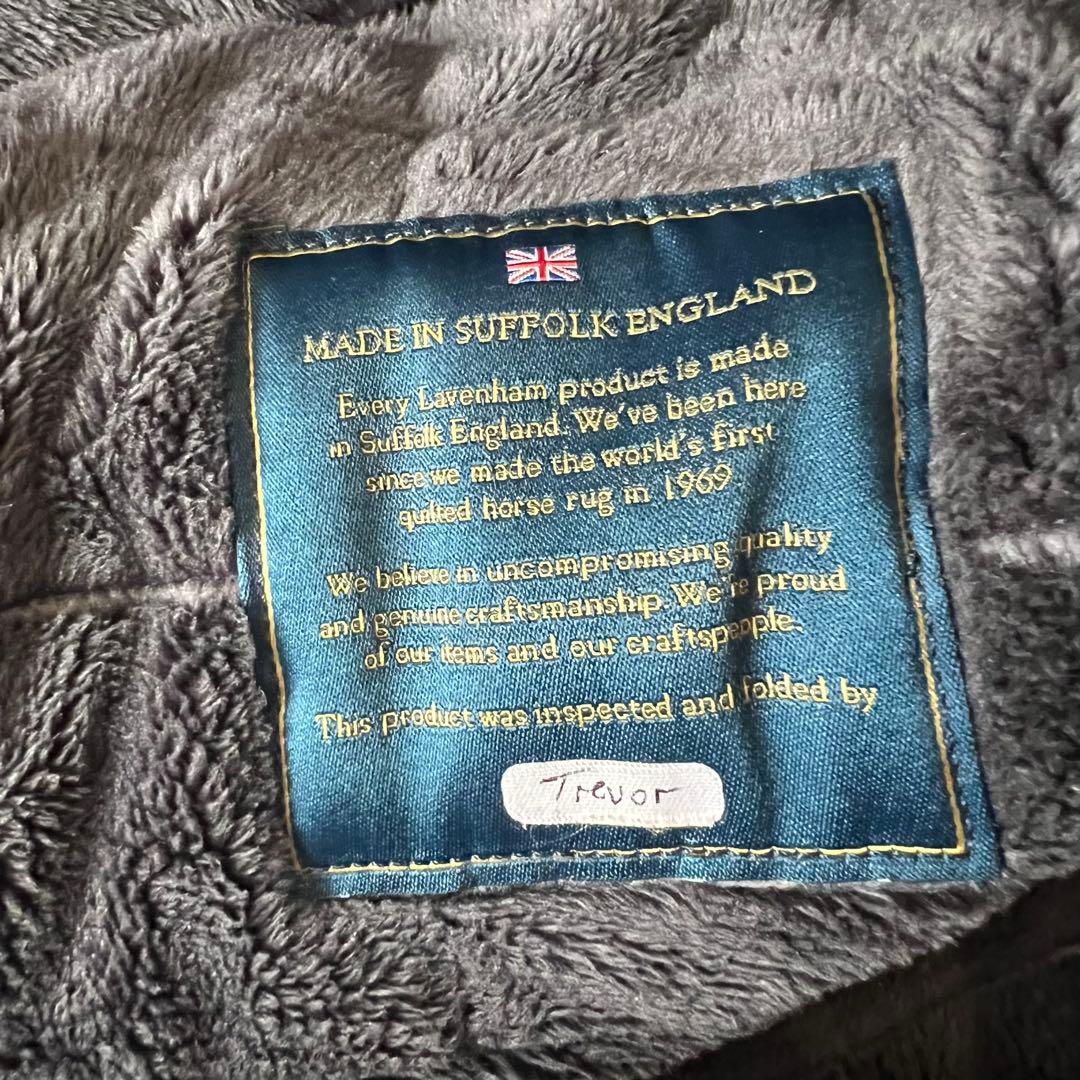 MADE IN SUFFOLK ENGLAND
Every Lavenham product is made
in Suffolk England. We've been here
since we made the world's first
quilted horse rug in 1969
We believe in uncompromising quality
and genuine craftsmanship. We're proud
of our items and our craftspeople.
This product was inspected and folded by
Trevor